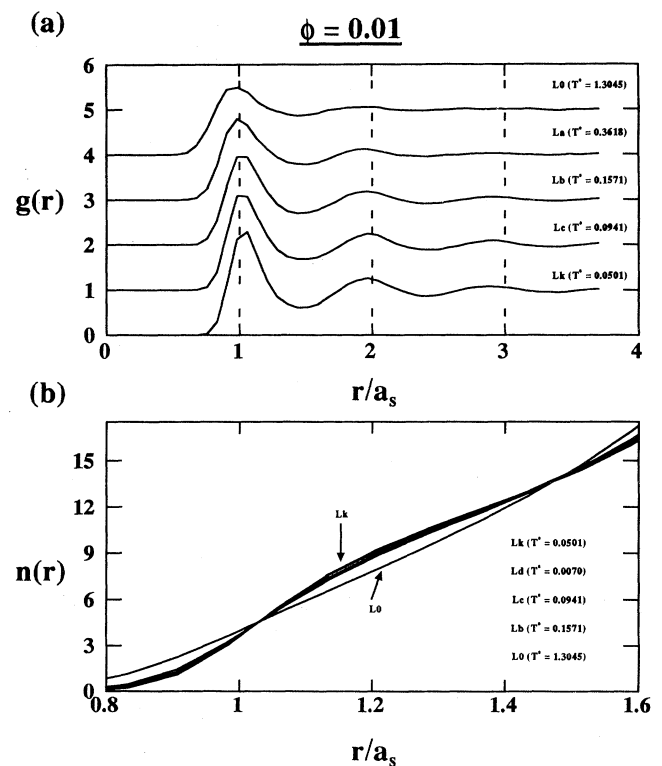 (a)
ϕ = 0.01
6
5
4
3
2
1
0
g(r)
L0 (T* = 1.3045)
La (T* = 0.3618)
Lb (T* = 0.1571)
Lc (T* = 0.0941)
Lk (T* = 0.0501)
0 1 2 3 4
r/a_s
(b)
15
12
9
6
3
0
n(r)
Lk
L0
Lk (T* = 0.0501)
Ld (T* = 0.0070)
Lc (T* = 0.0941)
Lb (T* = 0.1571)
L0 (T* = 1.3045)
0.8 1 1.2 1.4 1.6
r/a_s